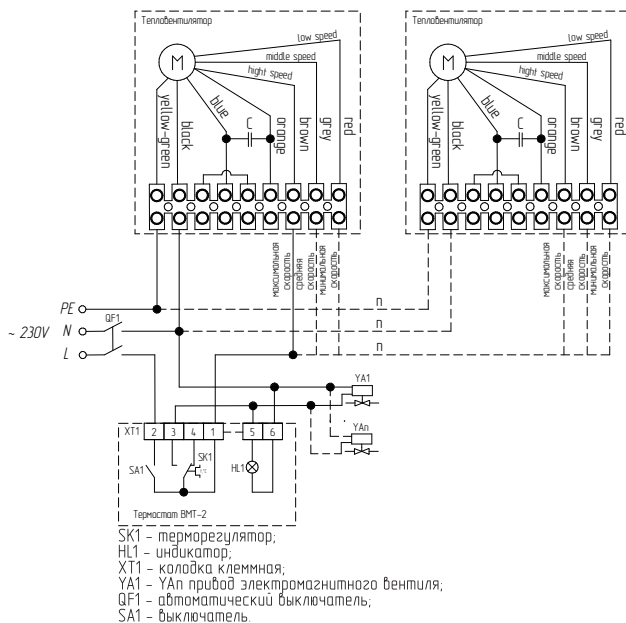 Тепловентилятор
low speed
middle speed
hight speed
M
yellow-green
black
blue
C
orange
brown
grey
red
максимальная скорость
средняя скорость
минимальная скорость
Тепловентилятор
low speed
middle speed
hight speed
M
yellow-green
black
blue
C
orange
brown
grey
red
максимальная скорость
средняя скорость
минимальная скорость
PE
n
~ 230V
N
QF1
n
L
n
YA1
YAn
XT1
2
3
4
1
5
6
SA1
SK1
t,°C
HL1
Термостат ВМТ-2
SK1 - терморегулятор;
HL1 - индикатор;
XT1 - колодка клеммная;
YA1 - YAn привод электромагнитного вентиля;
QF1 - автоматический выключатель;
SA1 - выключатель.